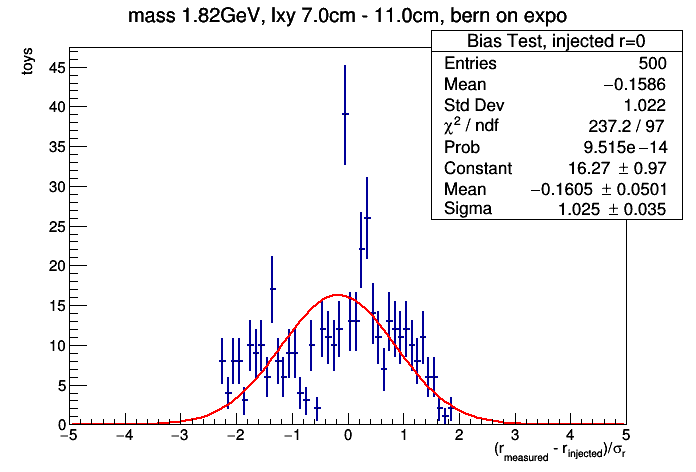 mass 1.82GeV, lxy 7.0cm - 11.0cm, bern on expo
Bias Test, injected r=0
Entries 500
Mean −0.1586
Std Dev 1.022
χ² / ndf 237.2 / 97
Prob 9.515e−14
Constant 16.27 ± 0.97
Mean −0.1605 ± 0.0501
Sigma 1.025 ± 0.035
toys
45
40
35
30
25
20
15
10
5
0
−5 −4 −3 −2 −1 0 1 2 3 4 5
(r_measured - r_injected)/σ_r